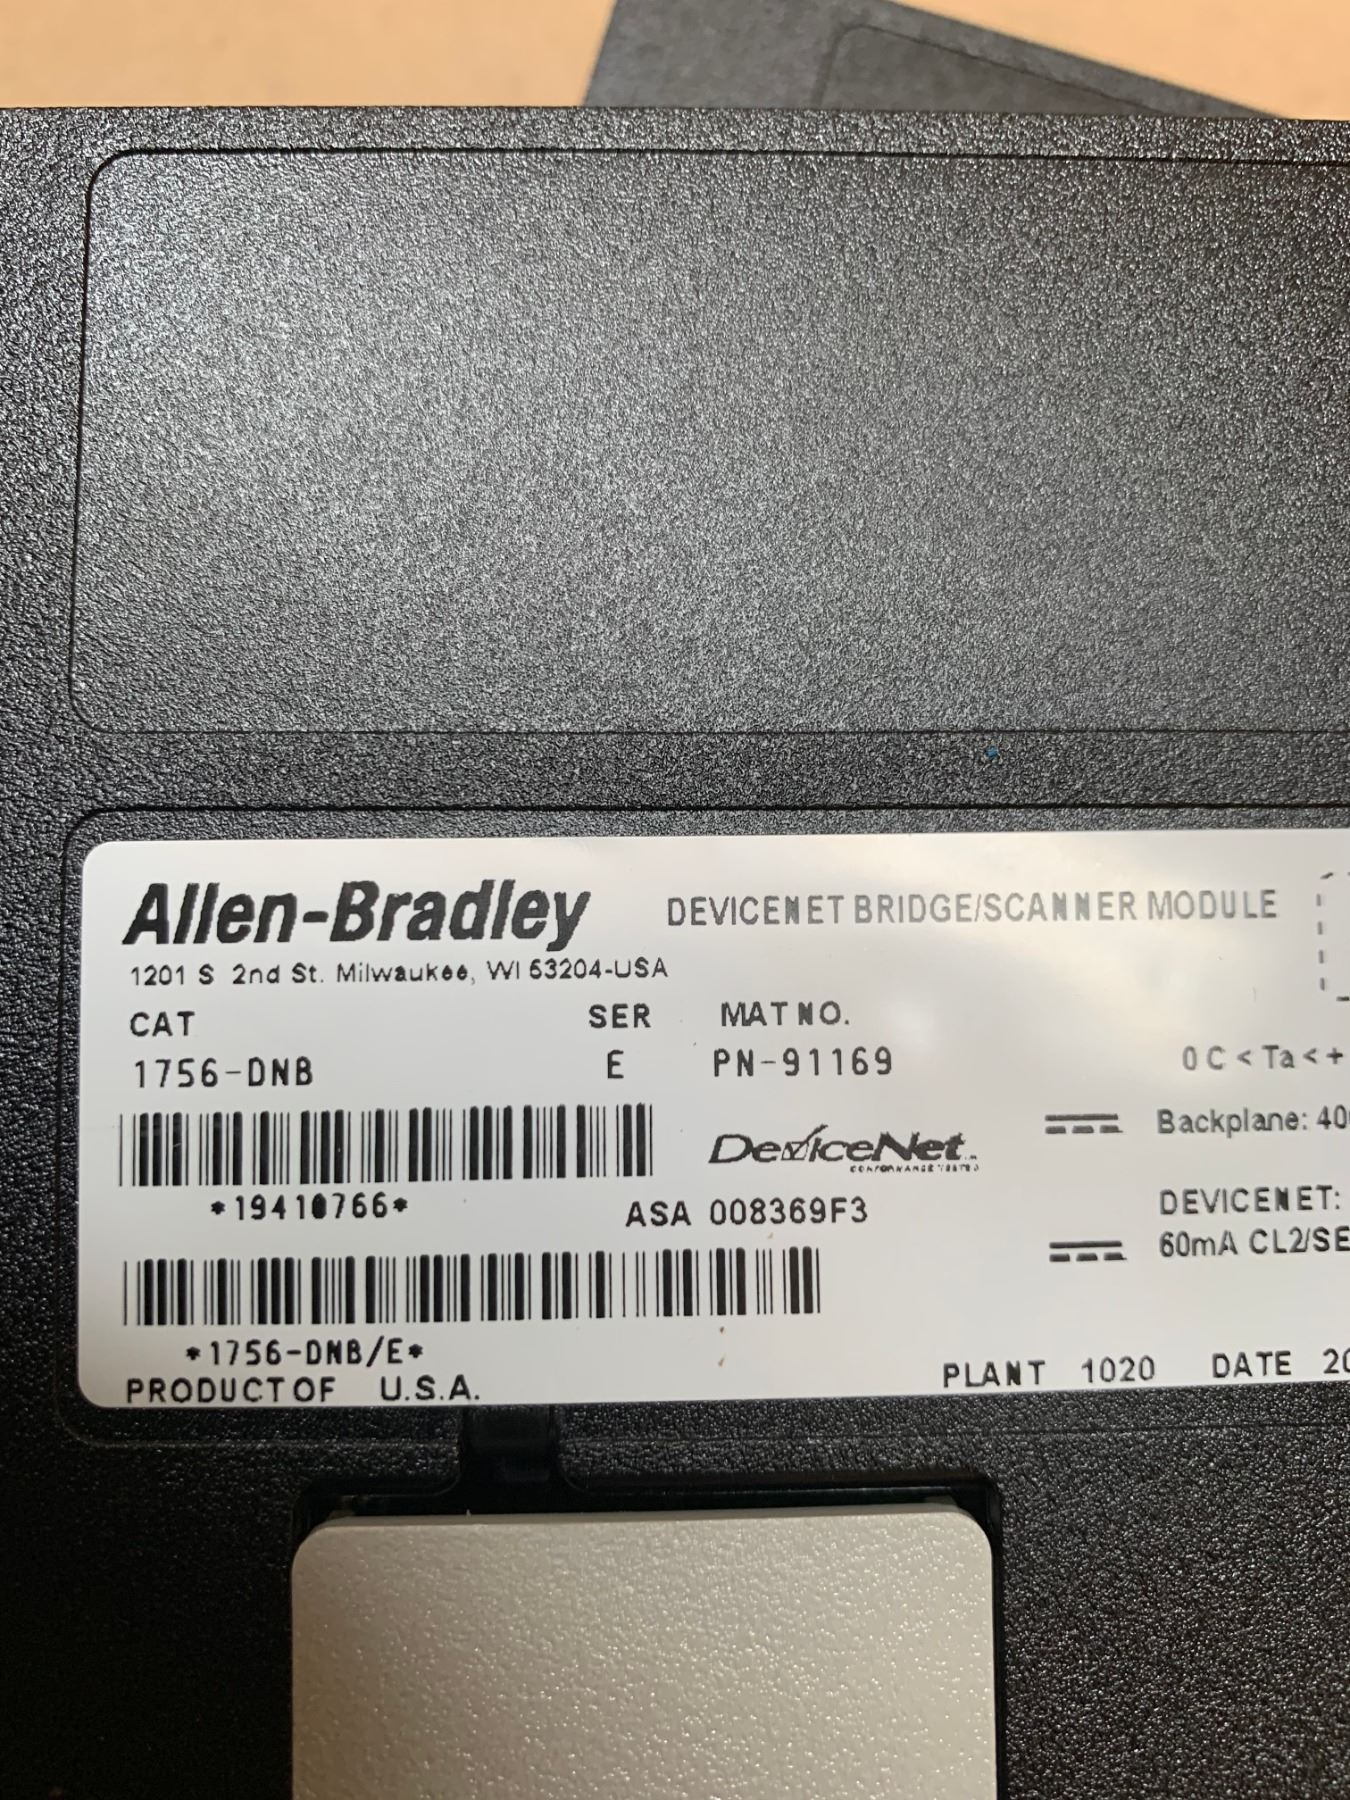 Allen-Bradley DEVICENET BRIDGE/SCANNER MODULE
1201 S 2nd St. Milwaukee, WI 53204-USA
CAT SER MAT NO.
1756-DNB E PN-91169 0 C < Ta < +
Backplane: 40
DeviceNet
CONFORMANCE TESTED
*19410766* ASA 008369F3 DEVICENET:
60mA CL2/SE
*1756-DNB/E*
PRODUCT OF U.S.A. PLANT 1020 DATE 20